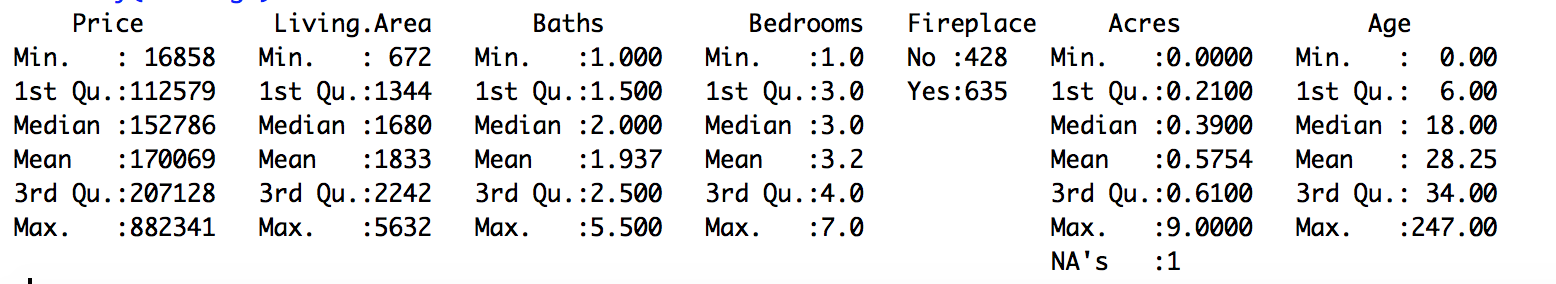 Price Living.Area Baths Bedrooms Fireplace Acres Age
Min. : 16858 Min. : 672 Min. :1.000 Min. :1.0 No :428 Min. :0.0000 Min. : 0.00
1st Qu.:112579 1st Qu.:1344 1st Qu.:1.500 1st Qu.:3.0 Yes:635 1st Qu.:0.2100 1st Qu.: 6.00
Median :152786 Median :1680 Median :2.000 Median :3.0 Median :0.3900 Median : 18.00
Mean :170069 Mean :1833 Mean :1.937 Mean :3.2 Mean :0.5754 Mean : 28.25
3rd Qu.:207128 3rd Qu.:2242 3rd Qu.:2.500 3rd Qu.:4.0 3rd Qu.:0.6100 3rd Qu.: 34.00
Max. :882341 Max. :5632 Max. :5.500 Max. :7.0 Max. :9.0000 Max. :247.00
NA's :1